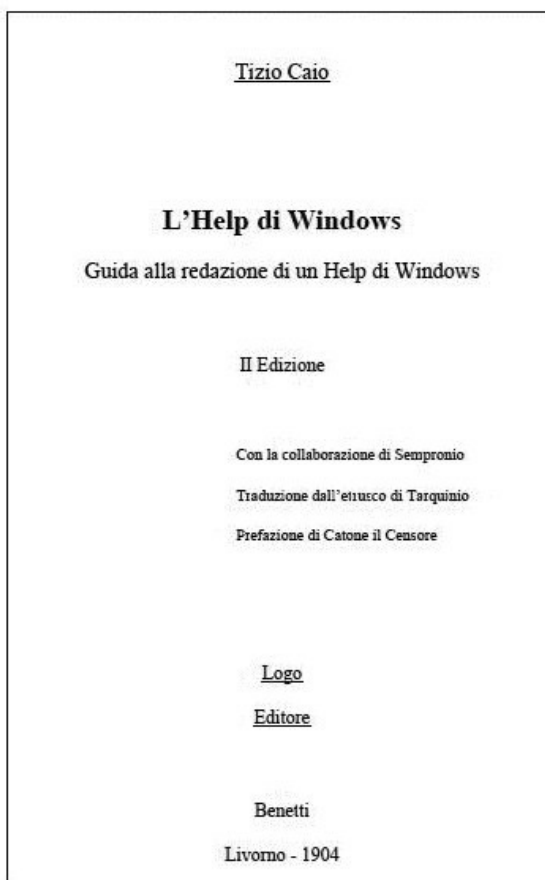 Tizio Caio
L'Help di Windows
Guida alla redazione di un Help di Windows
II Edizione
Con la collaborazione di Sempronio
Traduzione dall'etrusco di Tarquinio
Prefazione di Catone il Censore
Logo
Editore
Benetti
Livorno - 1904